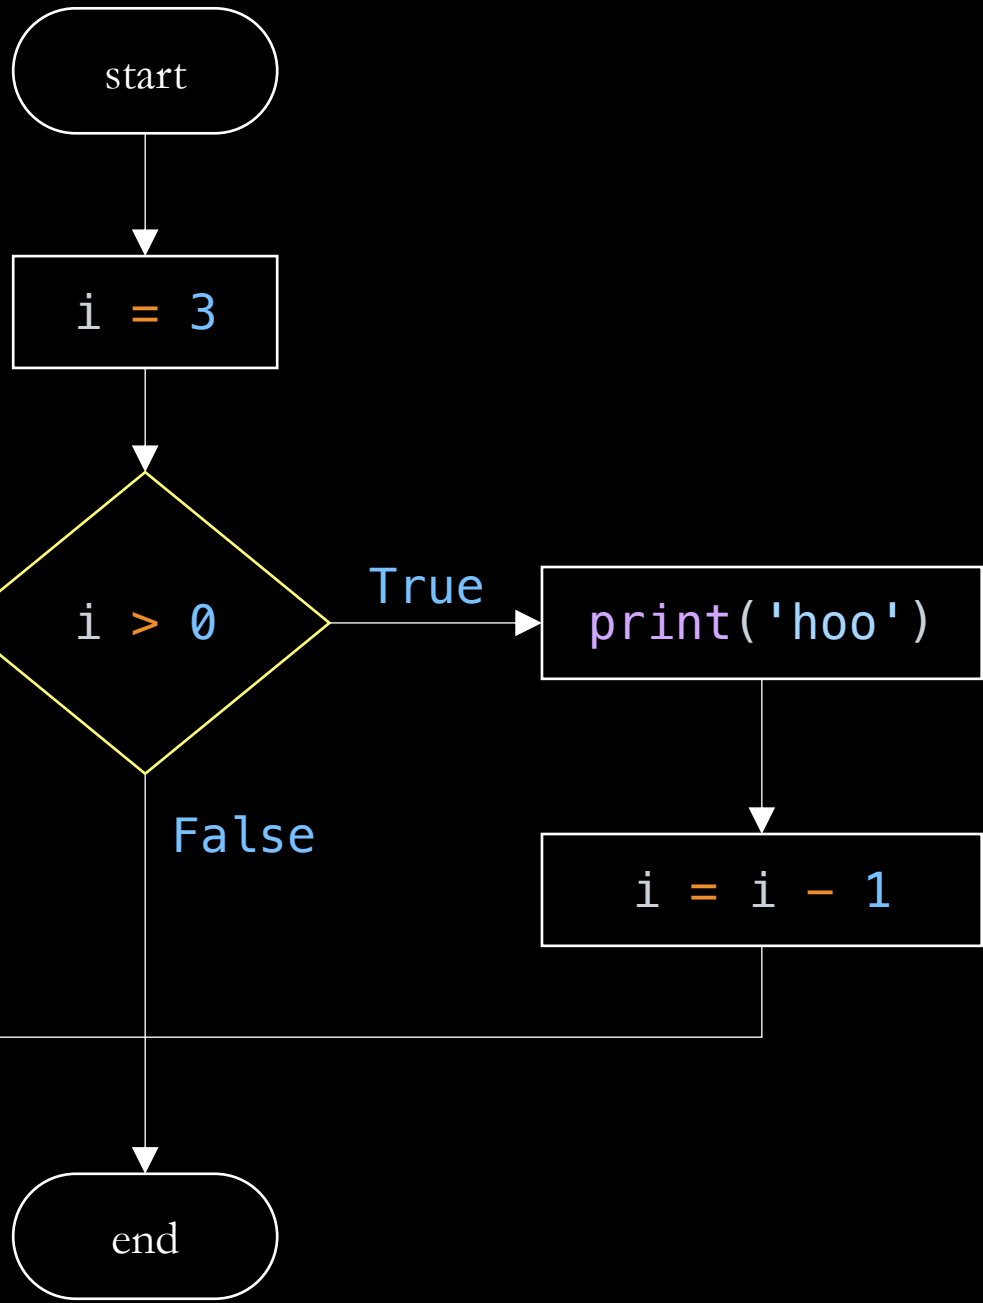 start
i = 3
i > 0
True
print('hoo')
False
i = i − 1
end